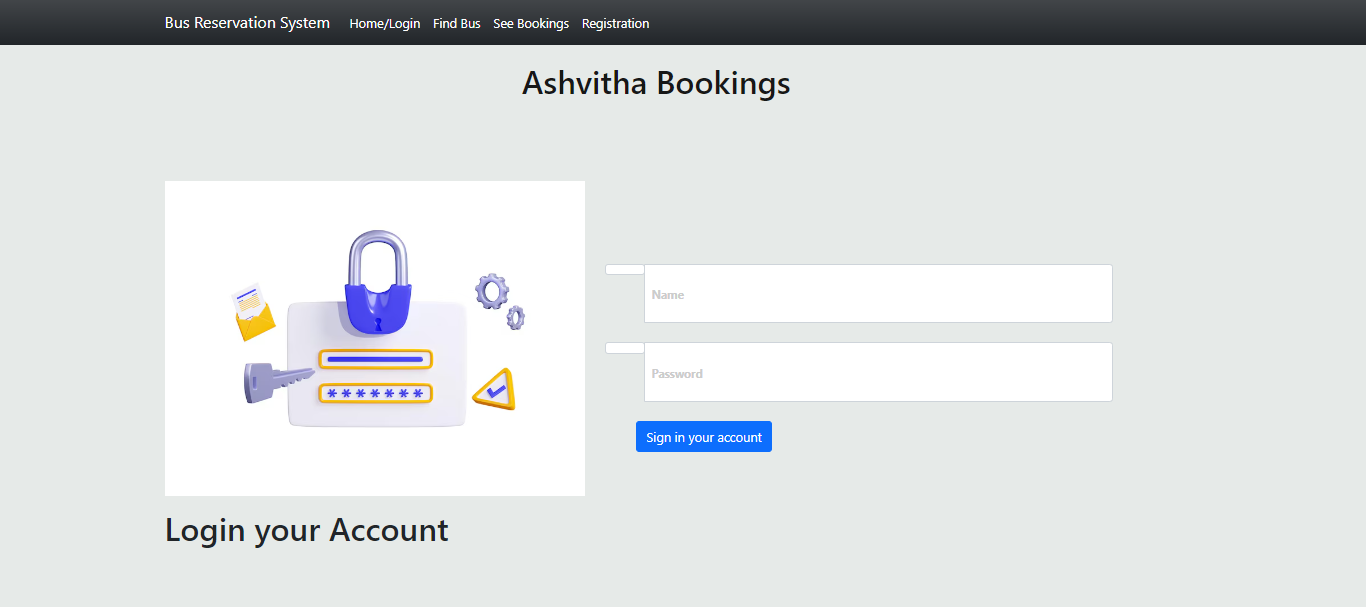 Bus Reservation System Home/Login Find Bus See Bookings Registration
Ashvitha Bookings
Name
Password
*******
Sign in your account
Login your Account